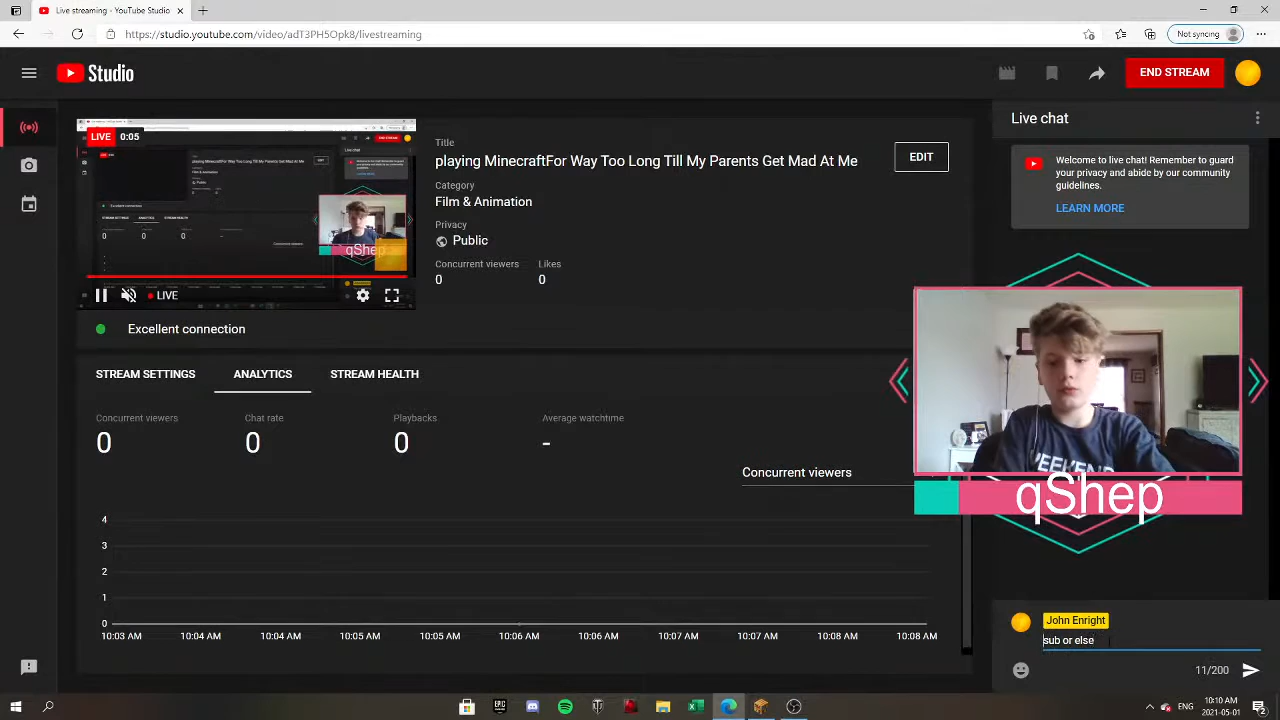 Live streaming - YouTube Studio
https://studio.youtube.com/video/adT3PH5Opk8/livestreaming
Not syncing
Studio
END STREAM
LIVE 0:05
LIVE
Title
playing MinecraftFor Way Too Long Till My Parents Get Mad At Me
EDIT
Category
Film & Animation
Privacy
Public
Concurrent viewers Likes
0 0
Excellent connection
STREAM SETTINGS ANALYTICS STREAM HEALTH
Concurrent viewers Chat rate Playbacks Average watchtime
0 0 0 -
Concurrent viewers
4
3
2
1
0
10:03 AM 10:04 AM 10:04 AM 10:05 AM 10:05 AM 10:06 AM 10:06 AM 10:07 AM 10:07 AM 10:08 AM 10:08 AM
Live chat
Welcome to live chat! Remember to guard
your privacy and abide by our community
guidelines.
LEARN MORE
WEEKEND
qShep
John Enright
sub or else
11/200
EPIC
ENG
10:10 AM
2021-05-01
2